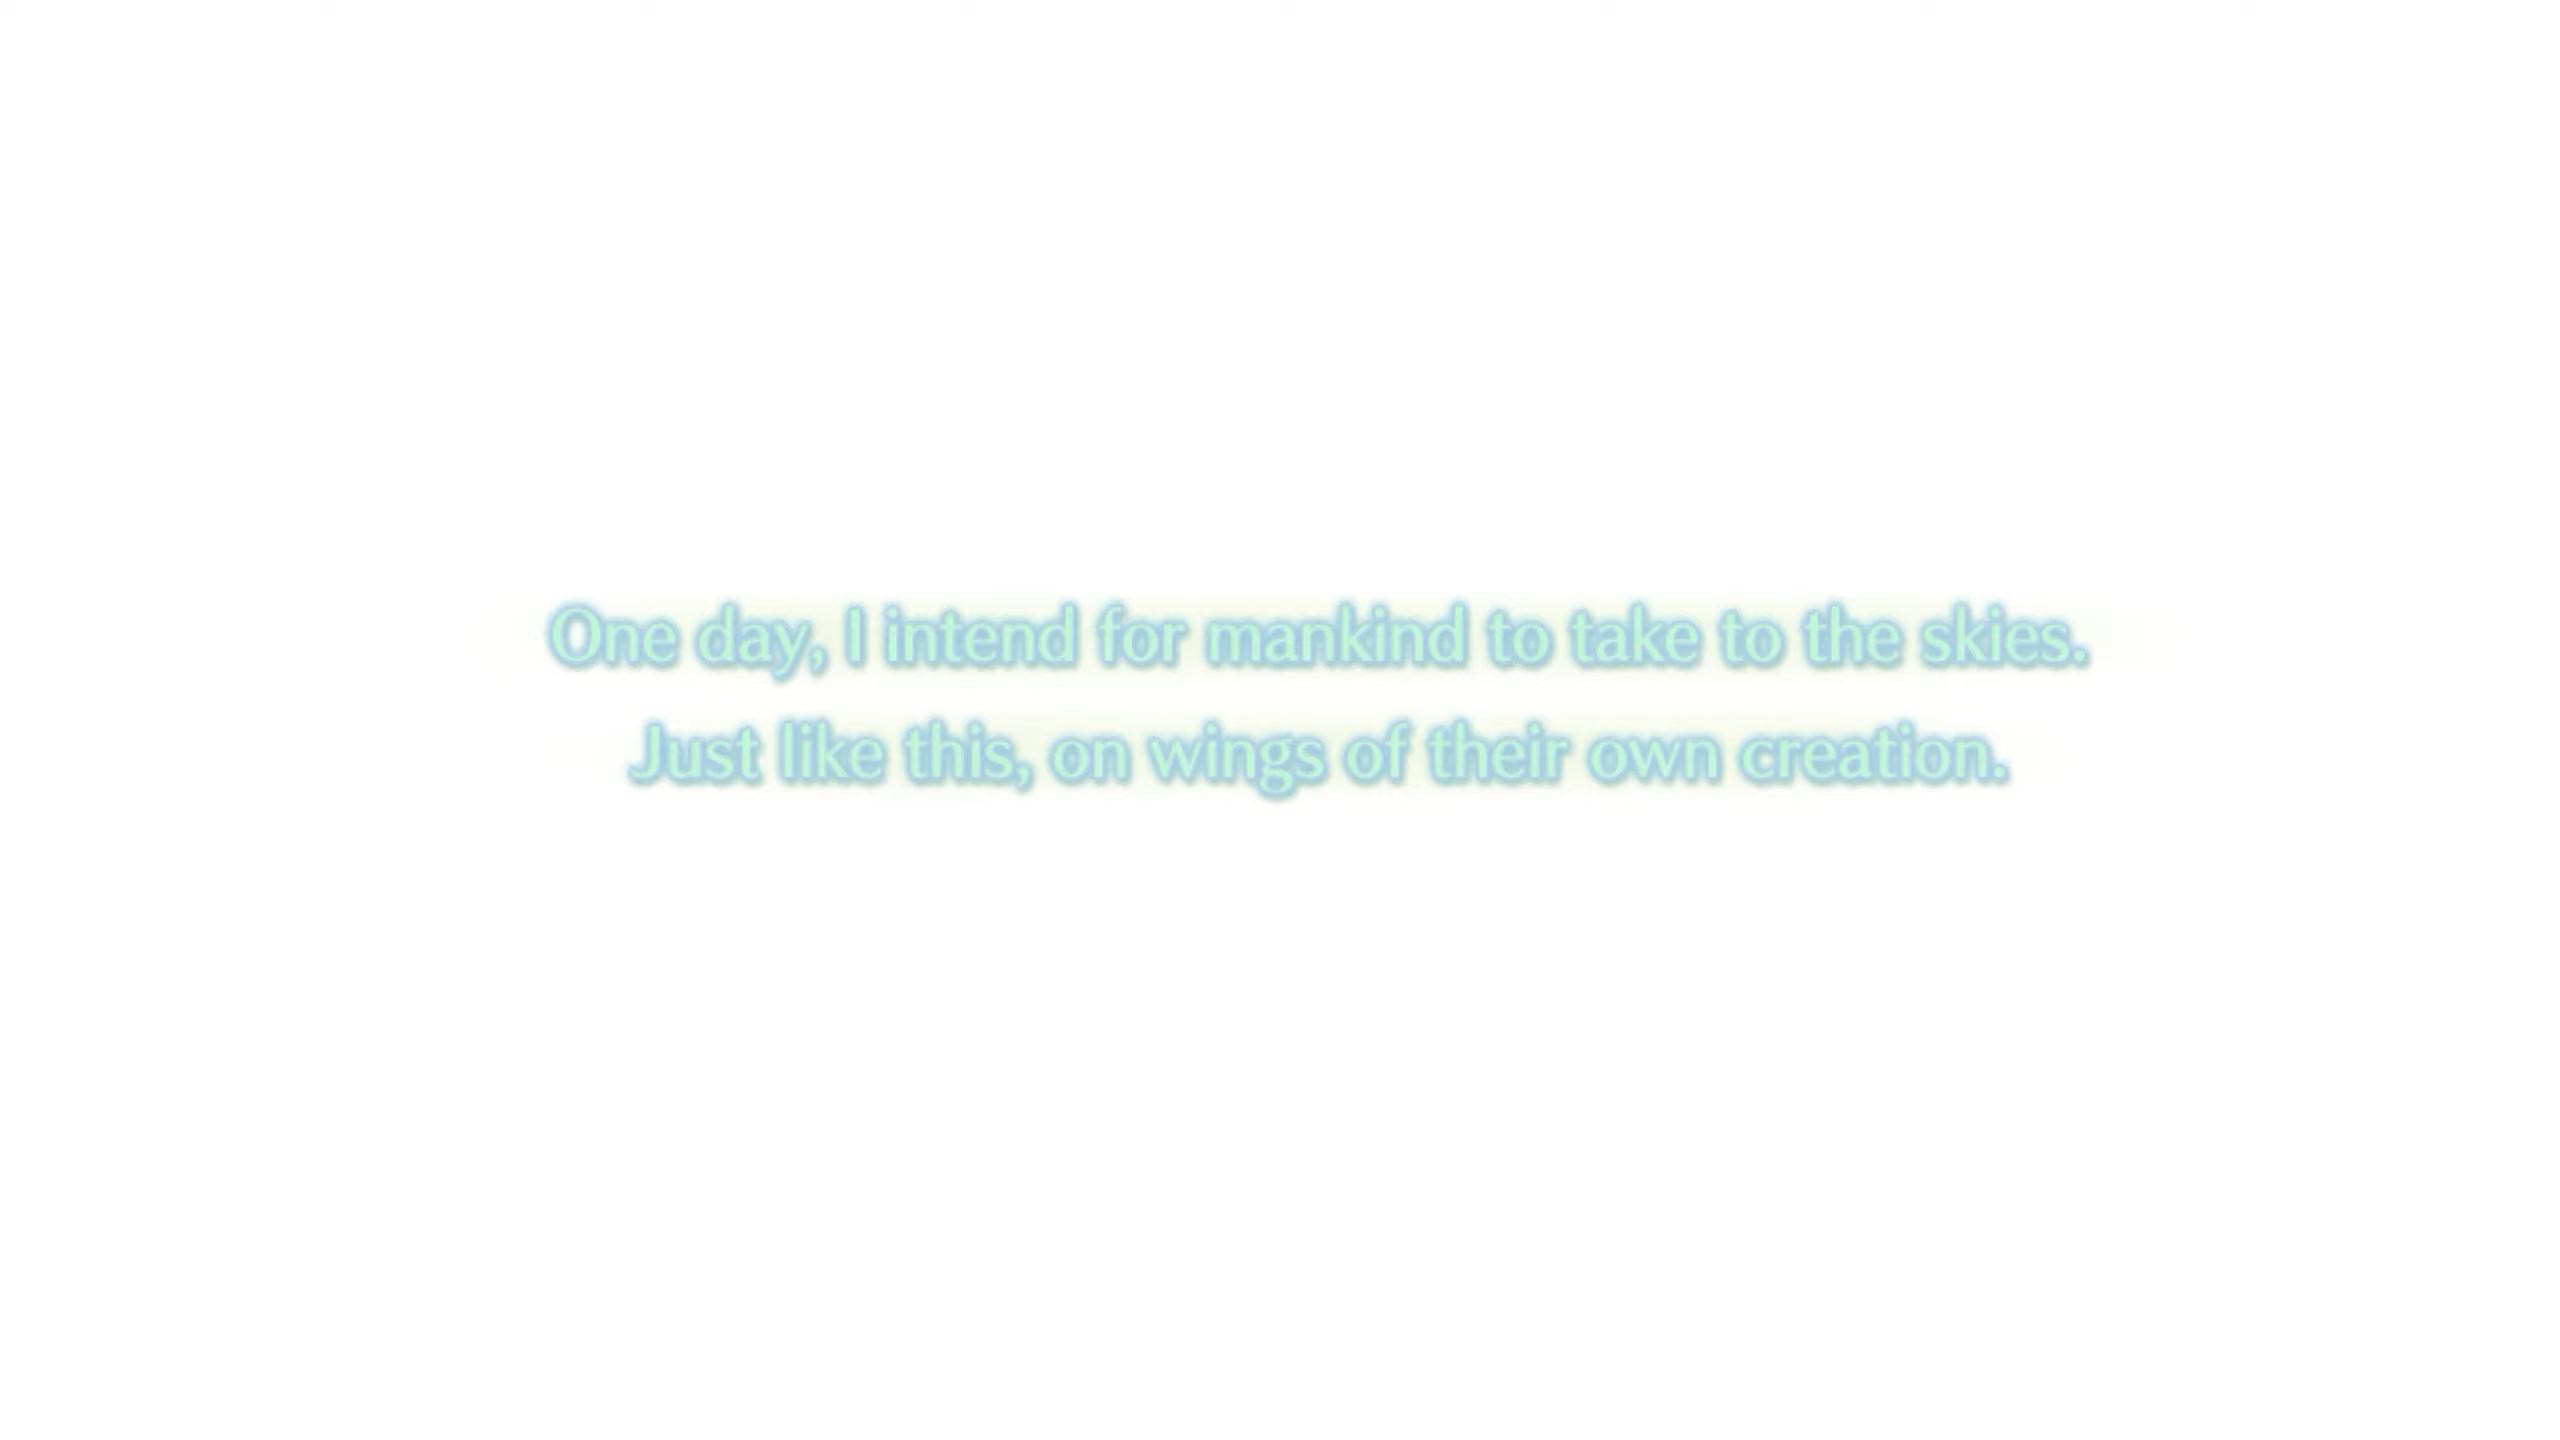 One day, I intend for mankind to take to the skies.
Just like this, on wings of their own creation.